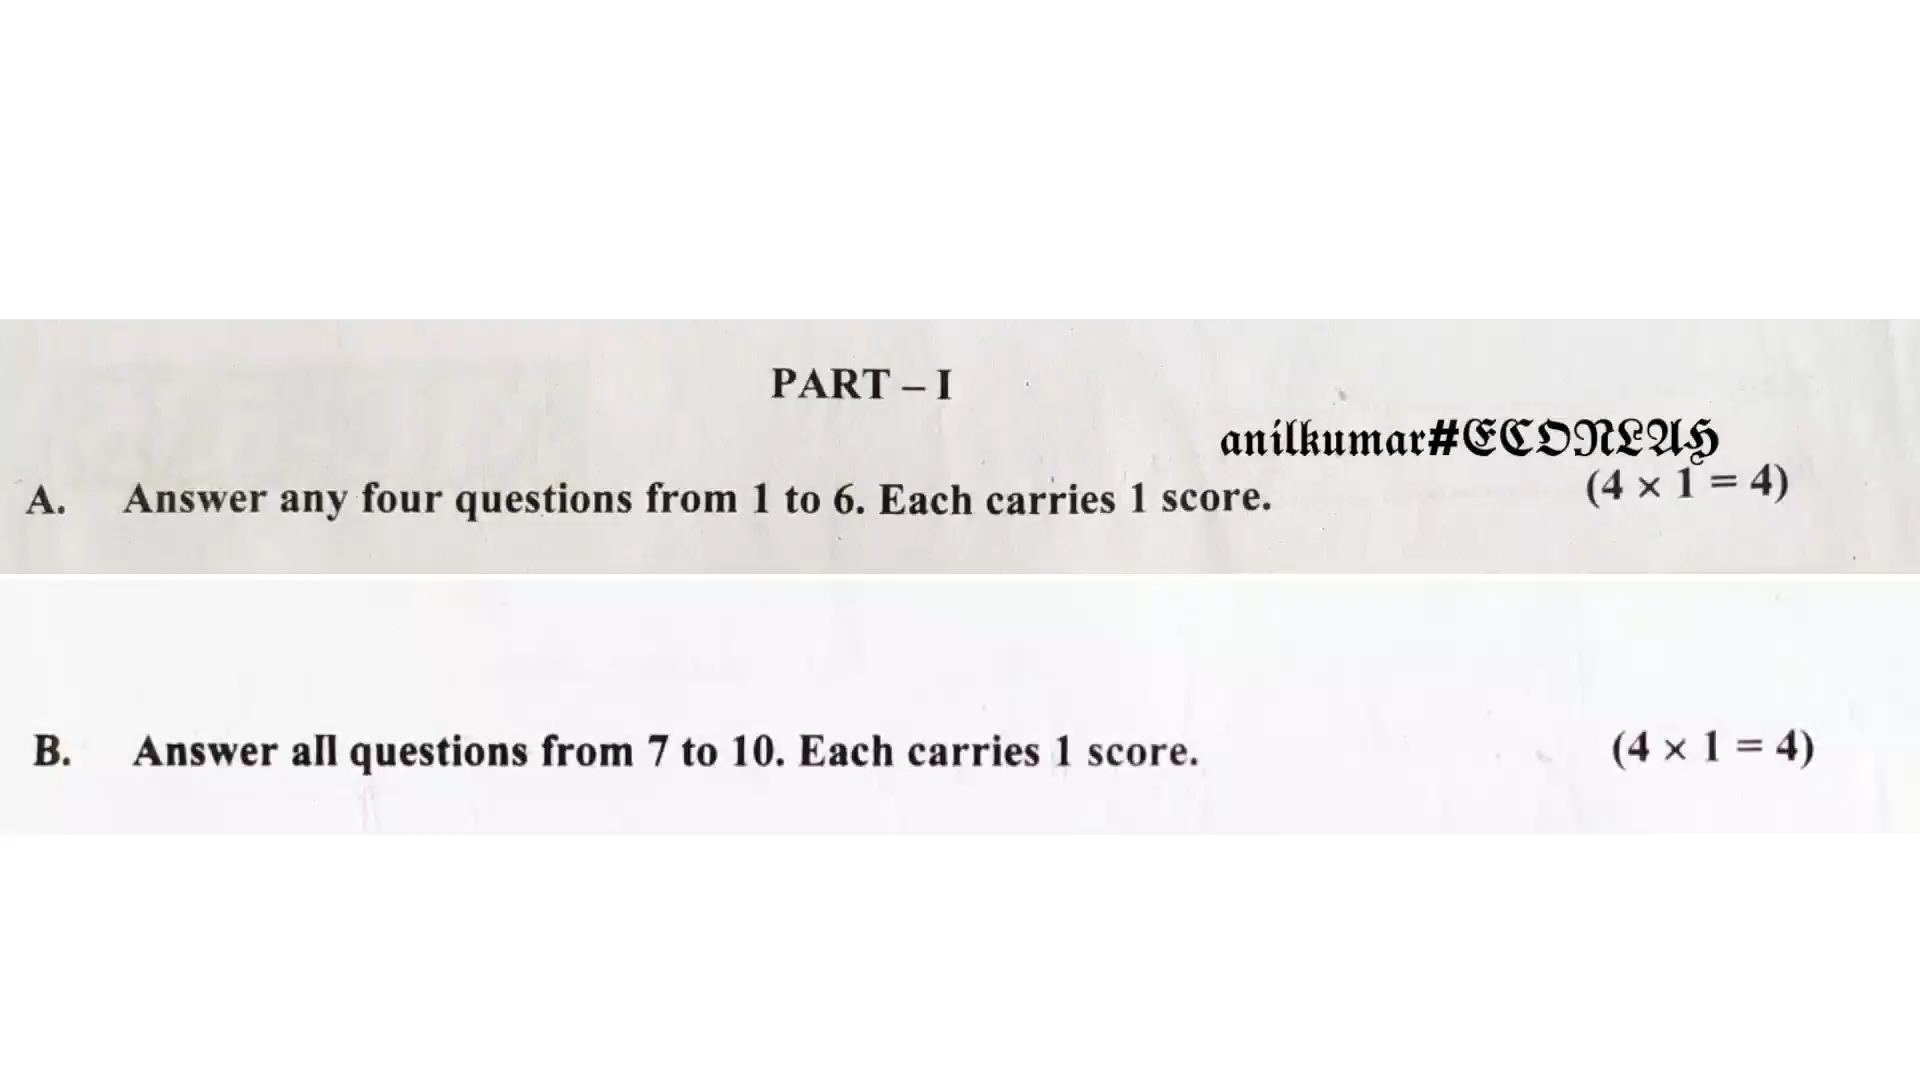 PART – I
anilkumar#ECONLAH
A. Answer any four questions from 1 to 6. Each carries 1 score. (4 × 1 = 4)
B. Answer all questions from 7 to 10. Each carries 1 score. (4 × 1 = 4)